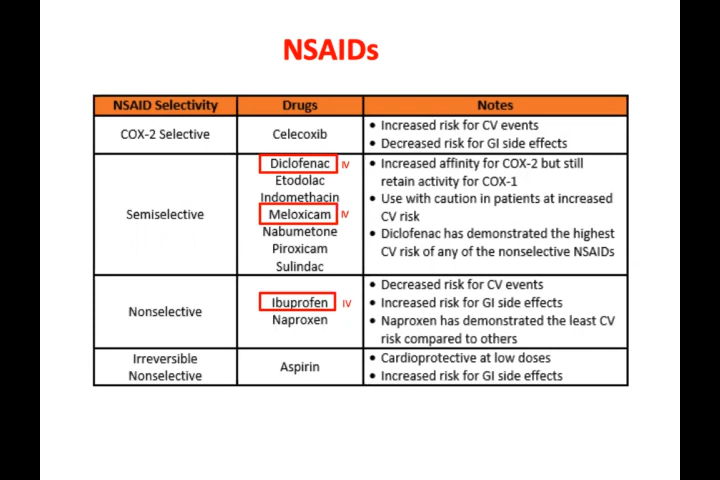 NSAIDs
NSAID Selectivity Drugs Notes
COX-2 Selective
Celecoxib
• Increased risk for CV events
• Decreased risk for GI side effects
Semiselective
Diclofenac IV
Etodolac
Indomethacin
Meloxicam IV
Nabumetone
Piroxicam
Sulindac
• Increased affinity for COX-2 but still
retain activity for COX-1
• Use with caution in patients at increased
CV risk
• Diclofenac has demonstrated the highest
CV risk of any of the nonselective NSAIDs
Nonselective
Ibuprofen IV
Naproxen
• Decreased risk for CV events
• Increased risk for GI side effects
• Naproxen has demonstrated the least CV
risk compared to others
Irreversible
Nonselective
Aspirin
• Cardioprotective at low doses
• Increased risk for GI side effects